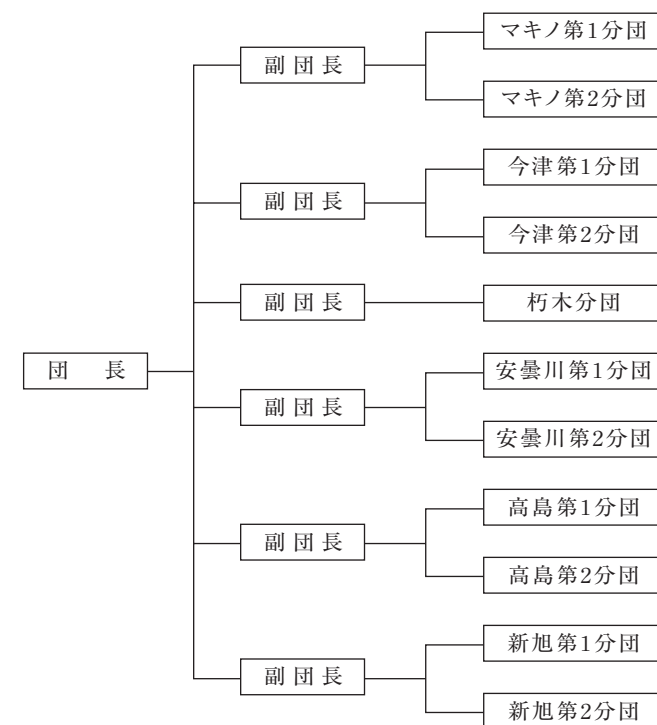 団 長
副団長
マキノ第1分団
マキノ第2分団
副団長
今津第1分団
今津第2分団
副団長
朽木分団
副団長
安曇川第1分団
安曇川第2分団
副団長
高島第1分団
高島第2分団
副団長
新旭第1分団
新旭第2分団